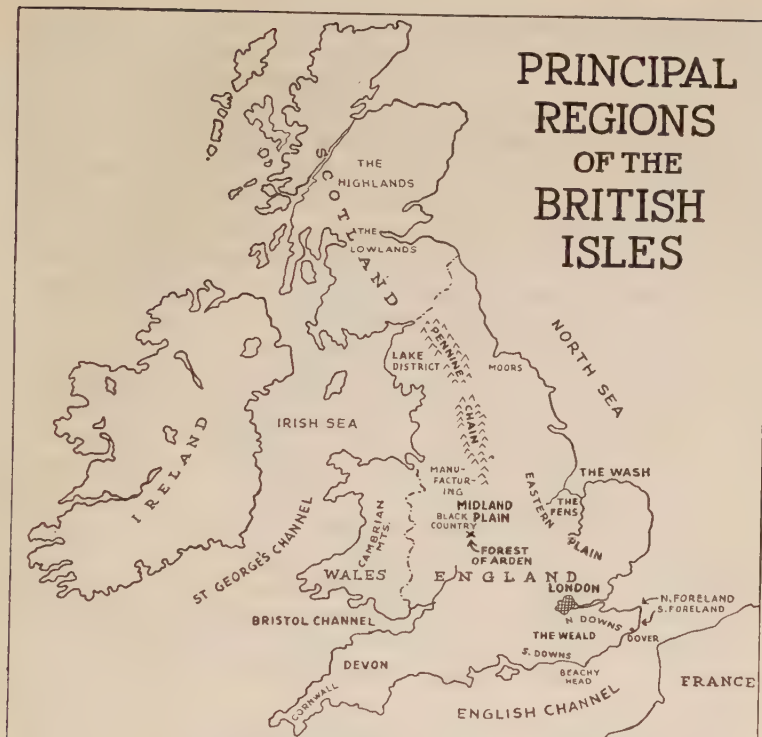 PRINCIPAL
REGIONS
OF THE
BRITISH
ISLES
SCOTLAND
THE
HIGHLANDS
THE
LOWLANDS
NORTH SEA
PENNINE
CHAIN
LAKE
DISTRICT
MOORS
IRISH SEA
IRELAND
THE WASH
MANU-
FACTUR-
ING
MIDLAND
PLAIN
BLACK
COUNTRY
EASTERN
PLAIN
THE
FENS
FOREST
OF ARDEN
ST GEORGE'S CHANNEL
CAMBRIAN
MTS.
WALES
ENGLAND
LONDON
N. FORELAND
S. FORELAND
N DOWNS
DOVER
BRISTOL CHANNEL
THE WEALD
S. DOWNS
DEVON
BEACHY
HEAD
CORNWALL
ENGLISH CHANNEL
FRANCE